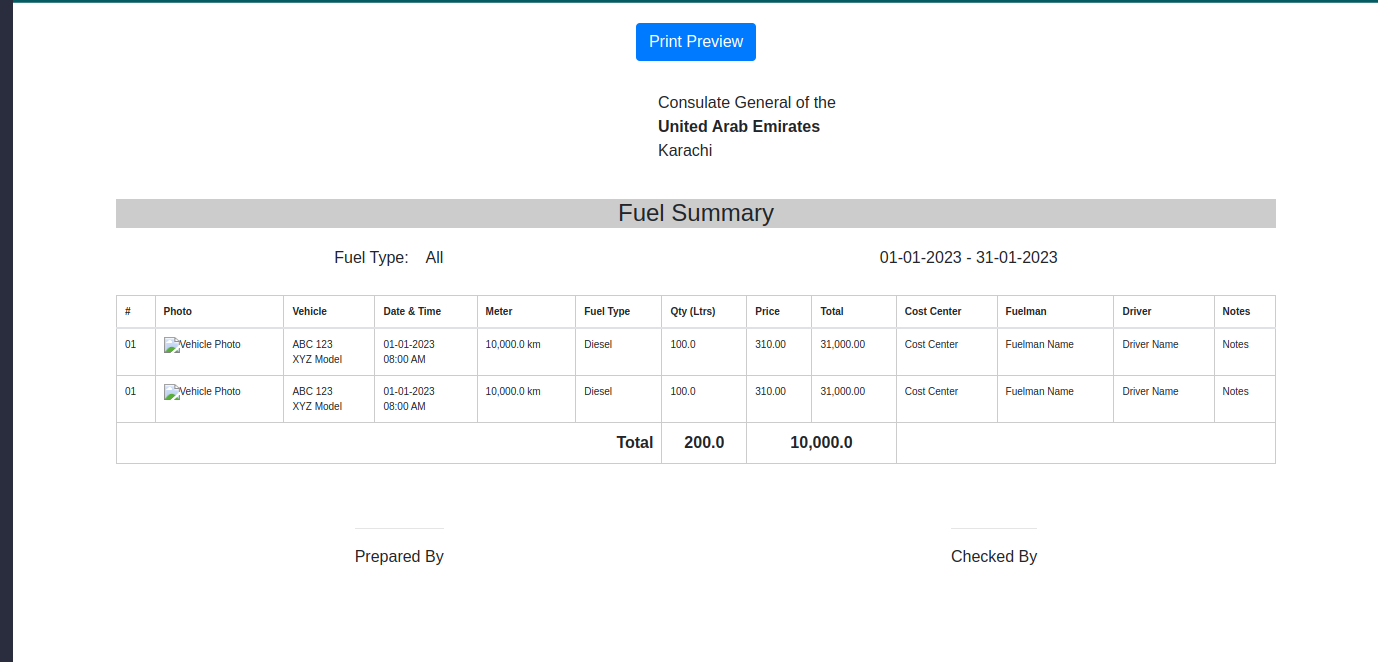 Print Preview
Consulate General of the
United Arab Emirates
Karachi
Fuel Summary
Fuel Type: All 01-01-2023 - 31-01-2023
# Photo Vehicle Date & Time Meter Fuel Type Qty (Ltrs) Price Total Cost Center Fuelman Driver Notes
01 Vehicle Photo ABC 123 01-01-2023 10,000.0 km Diesel 100.0 310.00 31,000.00 Cost Center Fuelman Name Driver Name Notes
XYZ Model 08:00 AM
01 Vehicle Photo ABC 123 01-01-2023 10,000.0 km Diesel 100.0 310.00 31,000.00 Cost Center Fuelman Name Driver Name Notes
XYZ Model 08:00 AM
Total 200.0 10,000.0
Prepared By Checked By